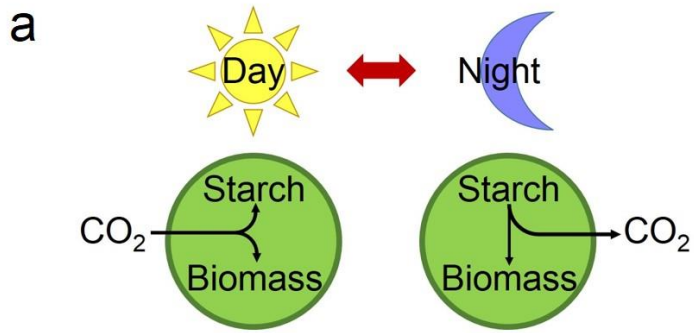 a
Day
Night
Starch
CO₂
Biomass
Starch
CO₂
Biomass